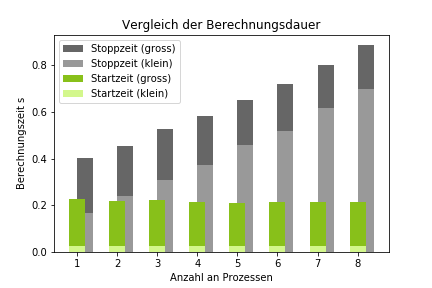 Vergleich der Berechnungsdauer
Stoppzeit (gross)
Stoppzeit (klein)
Startzeit (gross)
Startzeit (klein)
Berechnungszeit s
0.8
0.6
0.4
0.2
0.0
1 2 3 4 5 6 7 8
Anzahl an Prozessen